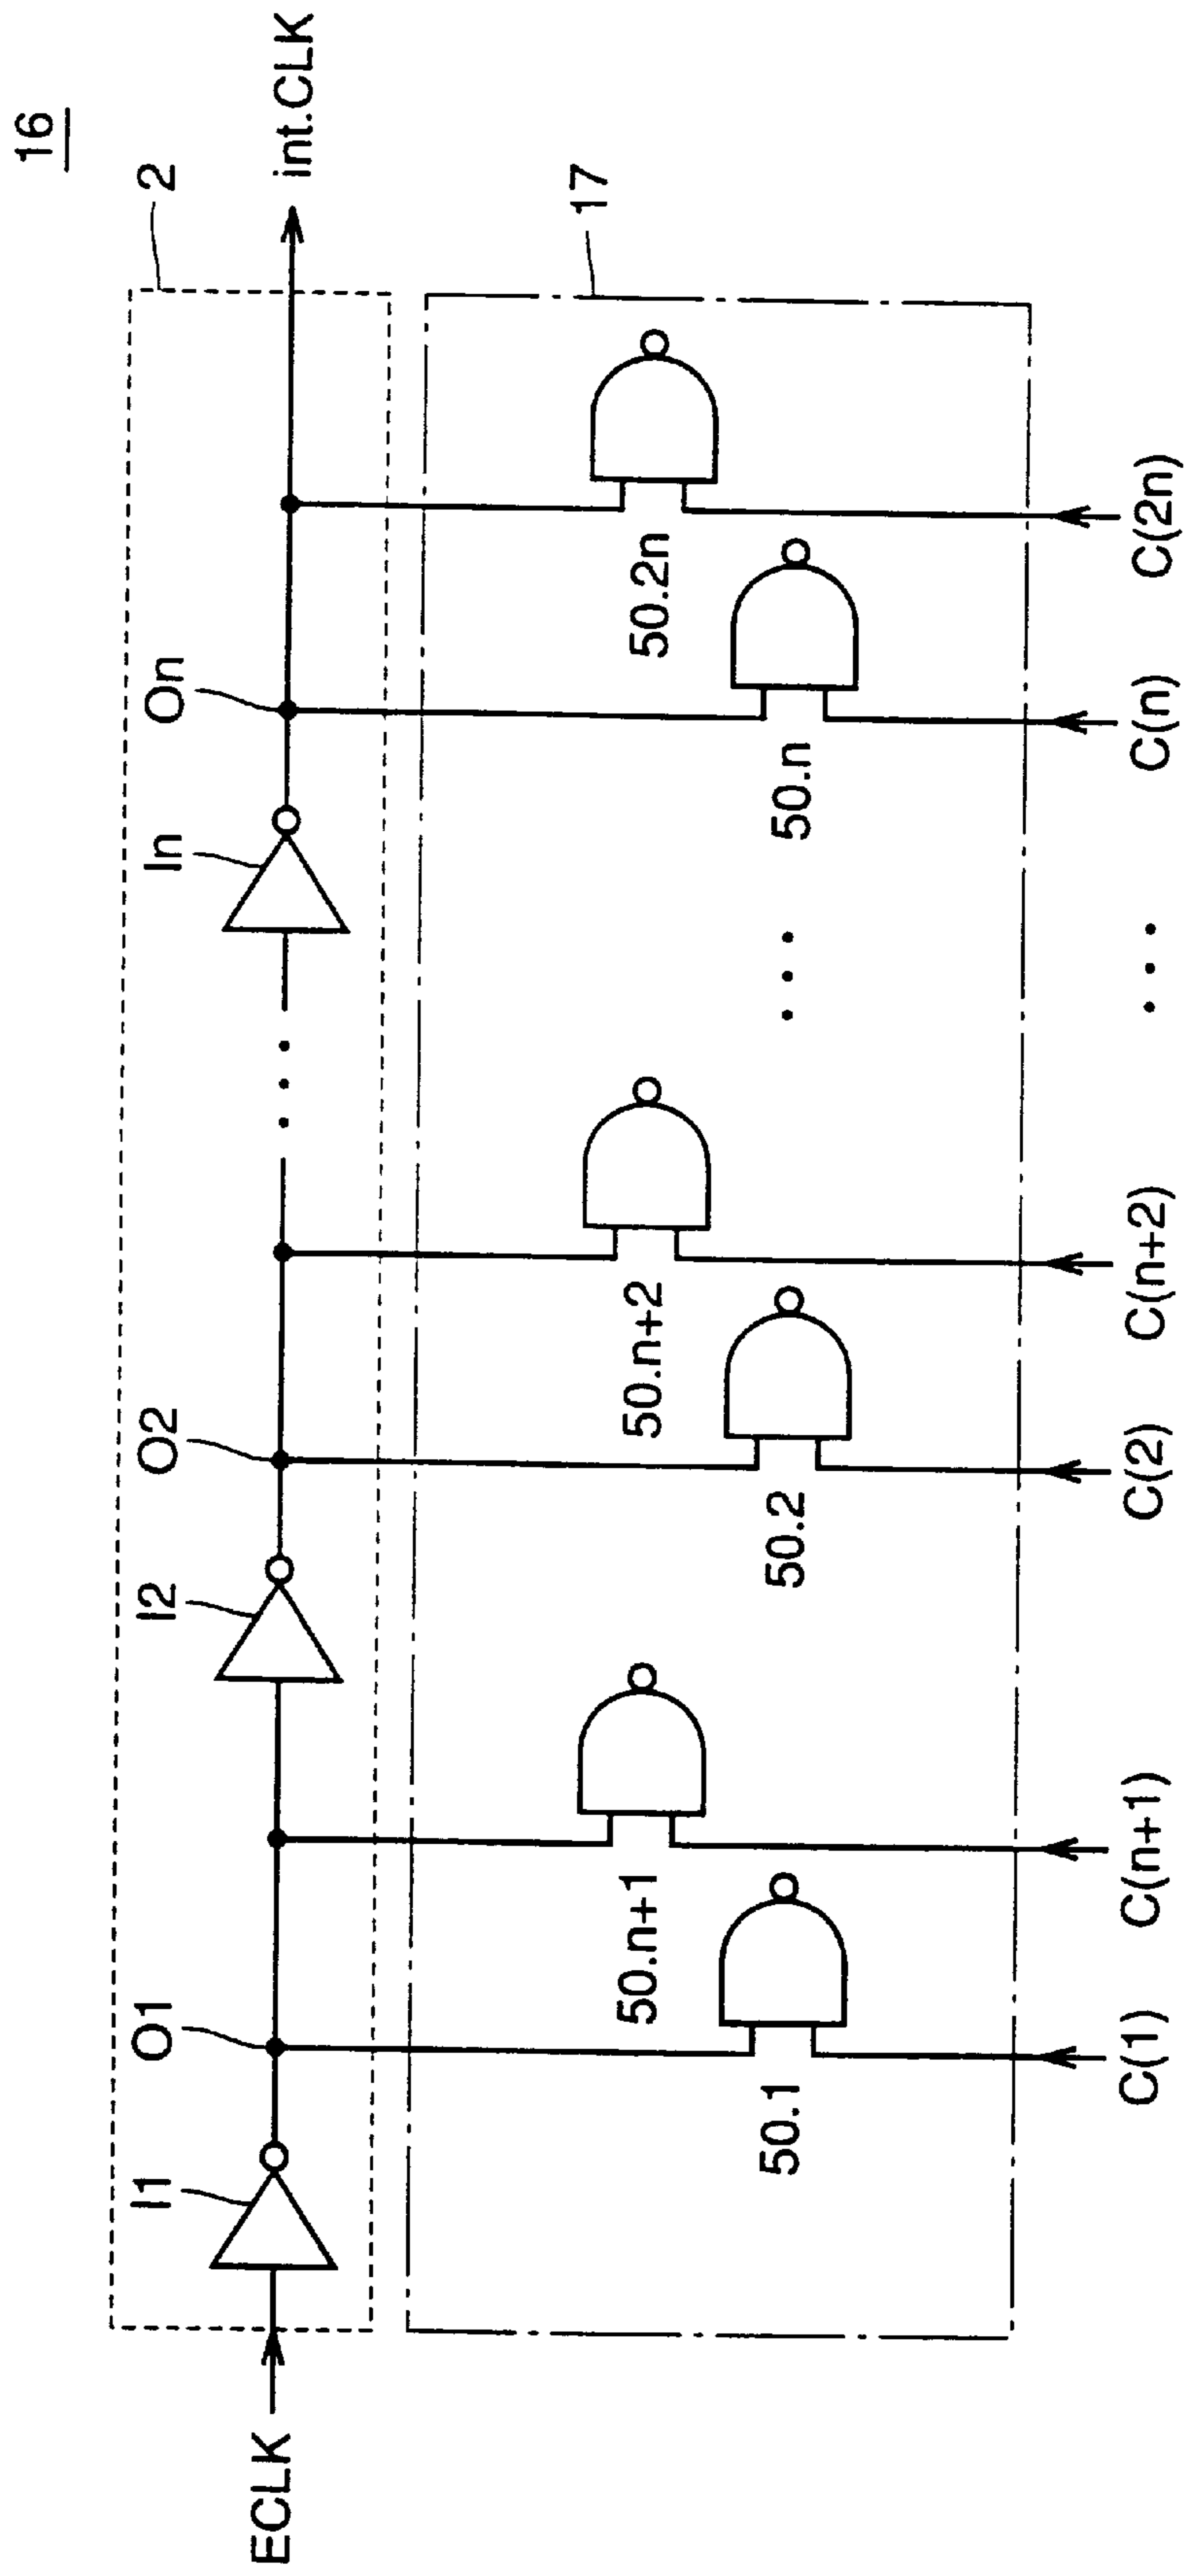 16
2
ECLK
I1
O1
I2
O2
In
On
int.CLK
17
50.n+1
50.n+2
50.2n
50.1
50.2
50.n
C(1)
C(n+1)
C(2)
C(n+2)
C(n)
C(2n)